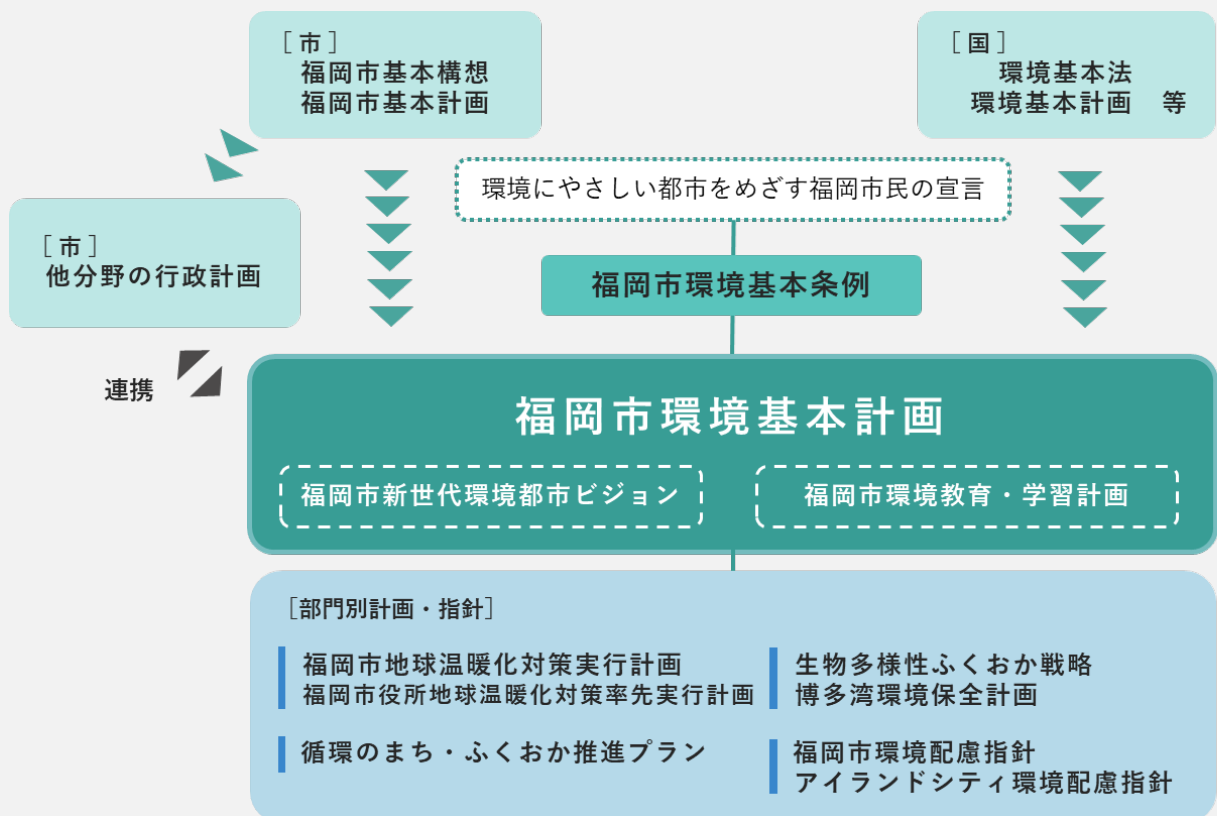 ［市］
福岡市基本構想
福岡市基本計画
［国］
環境基本法
環境基本計画　等
環境にやさしい都市をめざす福岡市民の宣言
［市］
他分野の行政計画
福岡市環境基本条例
連携
福岡市環境基本計画
福岡市新世代環境都市ビジョン
福岡市環境教育・学習計画
［部門別計画・指針］
福岡市地球温暖化対策実行計画
福岡市役所地球温暖化対策率先実行計画
循環のまち・ふくおか推進プラン
生物多様性ふくおか戦略
博多湾環境保全計画
福岡市環境配慮指針
アイランドシティ環境配慮指針